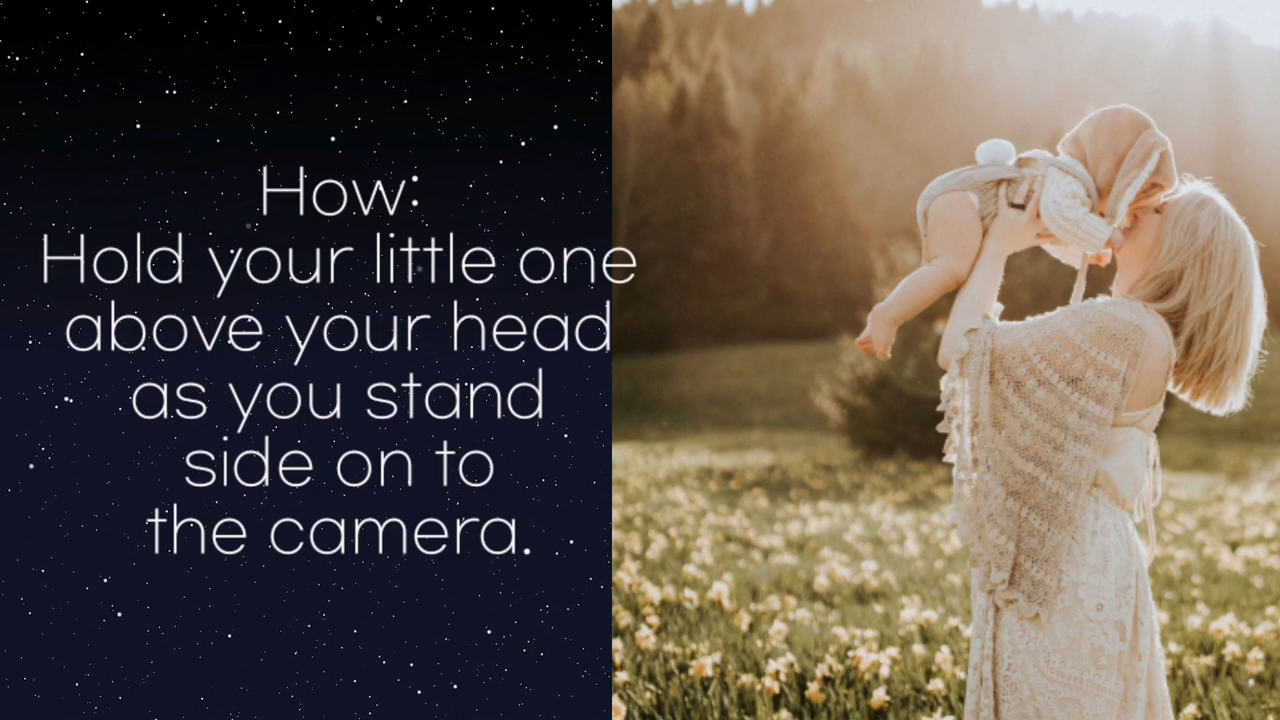 How:
Hold your little one
above your head
as you stand
side on to
the camera.